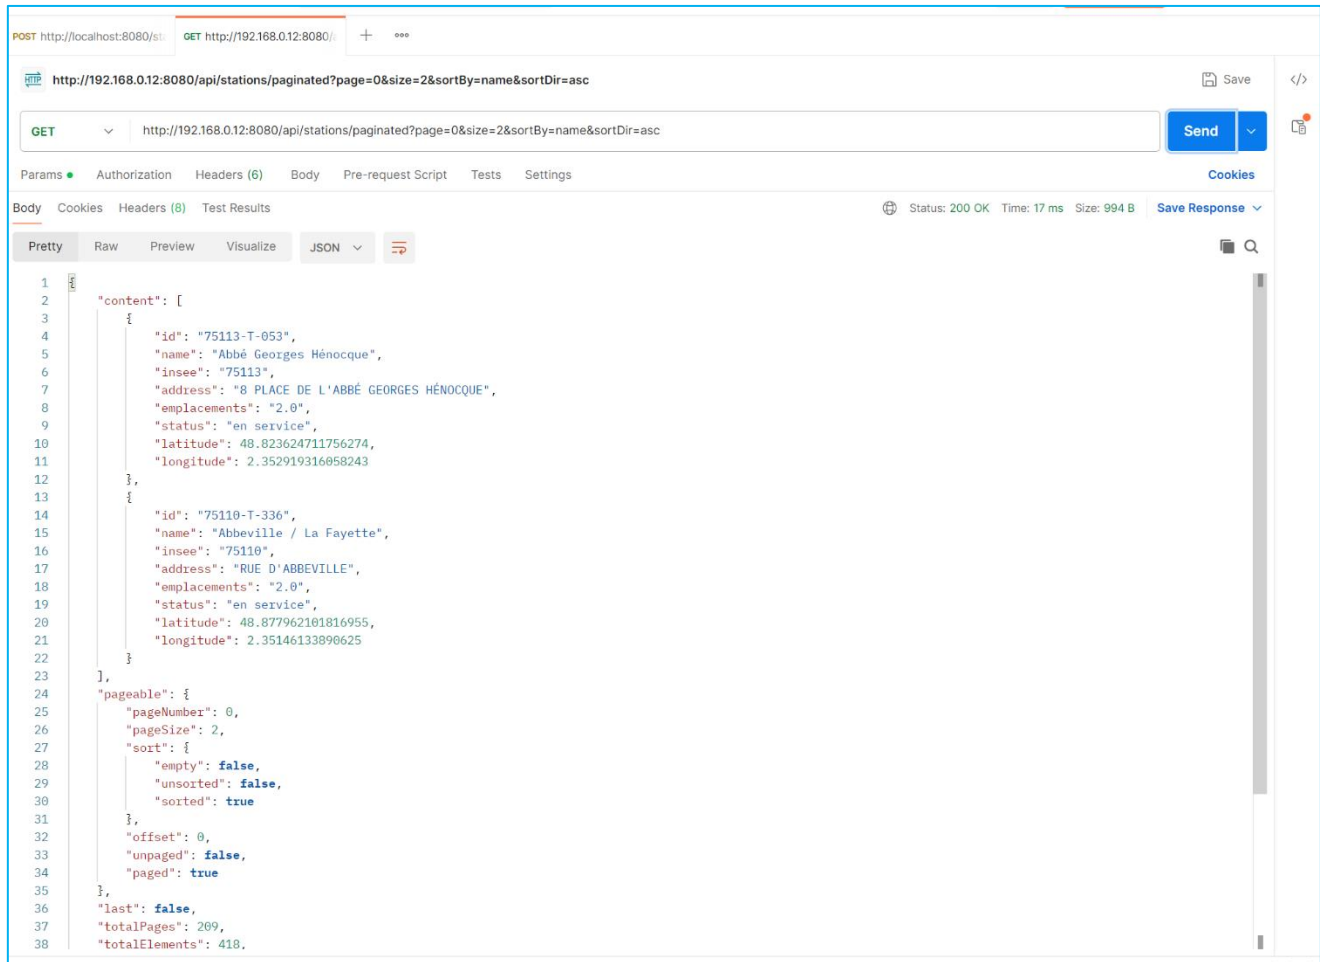 POST http://localhost:8080/st GET http://192.168.0.12:8080/
HTTP http://192.168.0.12:8080/api/stations/paginated?page=0&size=2&sortBy=name&sortDir=asc Save </>
GET http://192.168.0.12:8080/api/stations/paginated?page=0&size=2&sortBy=name&sortDir=asc Send
Params Authorization Headers (6) Body Pre-request Script Tests Settings Cookies
Body Cookies Headers (8) Test Results Status: 200 OK Time: 17 ms Size: 994 B Save Response
Pretty Raw Preview Visualize JSON
1 {
2 "content": [
3 {
4 "id": "75113-T-053",
5 "name": "Abbé Georges Hénocque",
6 "insee": "75113",
7 "address": "8 PLACE DE L'ABBÉ GEORGES HÉNOCQUE",
8 "emplacements": "2.0",
9 "status": "en service",
10 "latitude": 48.823624711756274,
11 "longitude": 2.352919316058243
12 },
13 {
14 "id": "75110-T-336",
15 "name": "Abbeville / La Fayette",
16 "insee": "75110",
17 "address": "RUE D'ABBEVILLE",
18 "emplacements": "2.0",
19 "status": "en service",
20 "latitude": 48.877962101816955,
21 "longitude": 2.35146133890625
22 }
23 ],
24 "pageable": {
25 "pageNumber": 0,
26 "pageSize": 2,
27 "sort": {
28 "empty": false,
29 "unsorted": false,
30 "sorted": true
31 },
32 "offset": 0,
33 "unpaged": false,
34 "paged": true
35 },
36 "last": false,
37 "totalPages": 209,
38 "totalElements": 418,